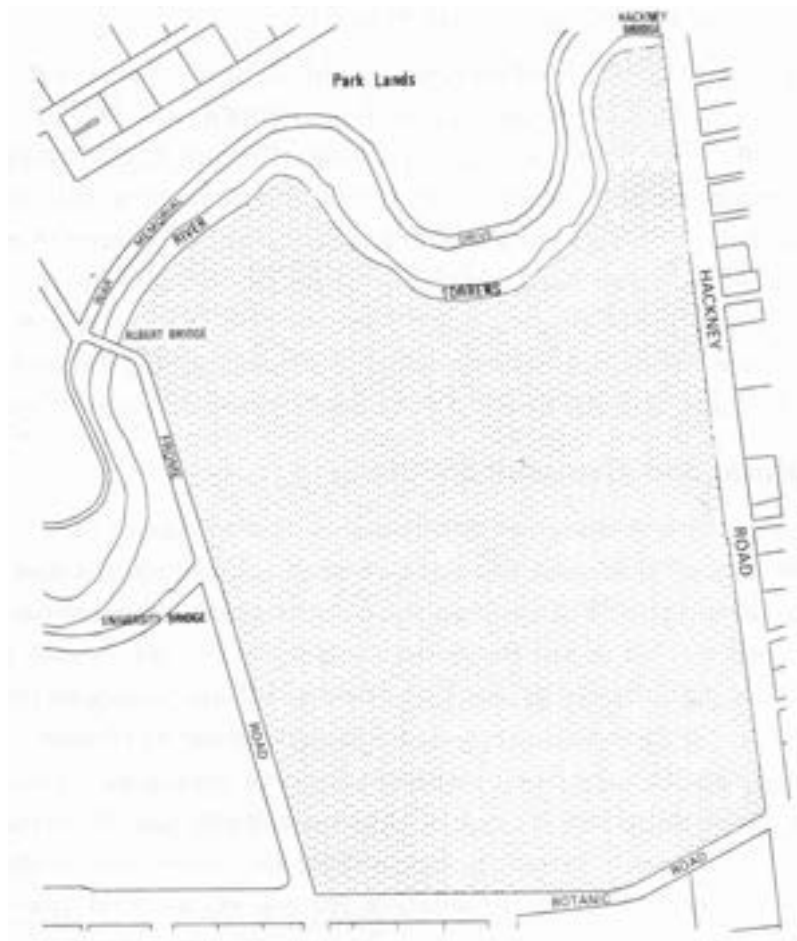 HACKNEY
BRIDGE
Park Lands
WAR MEMORIAL DRIVE
RIVER TORRENS
ALBERT BRIDGE
HACKNEY ROAD
FROME ROAD
UNIVERSITY BRIDGE
BOTANIC ROAD